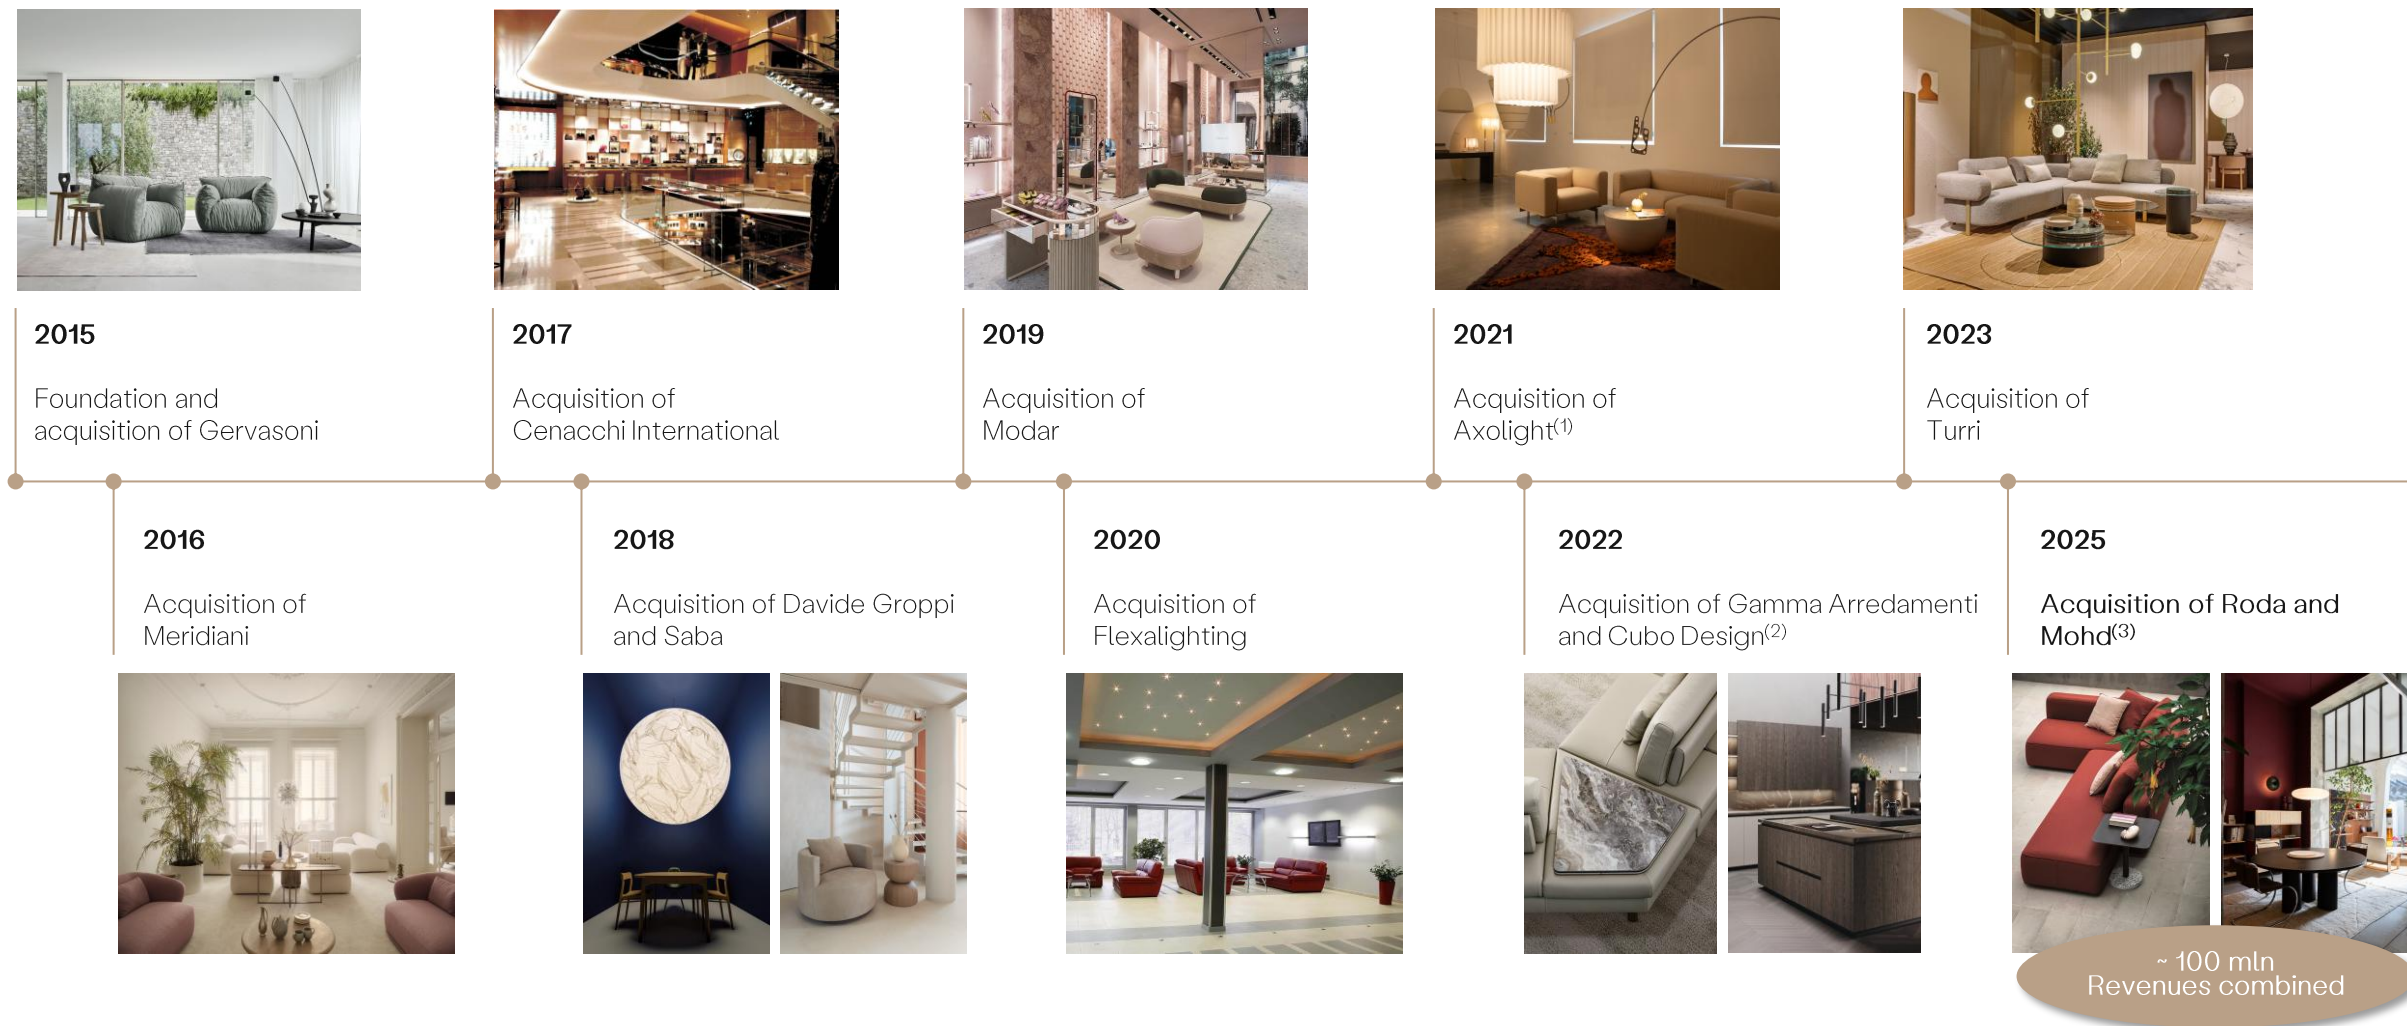 2015
Foundation and
acquisition of Gervasoni
2017
Acquisition of
Cenacchi International
2019
Acquisition of
Modar
2021
Acquisition of
Axolight(1)
2023
Acquisition of
Turri
2016
Acquisition of
Meridiani
2018
Acquisition of Davide Groppi
and Saba
2020
Acquisition of
Flexalighting
2022
Acquisition of Gamma Arredamenti
and Cubo Design(2)
2025
Acquisition of Roda and
Mohd(3)
~ 100 mln
Revenues combined